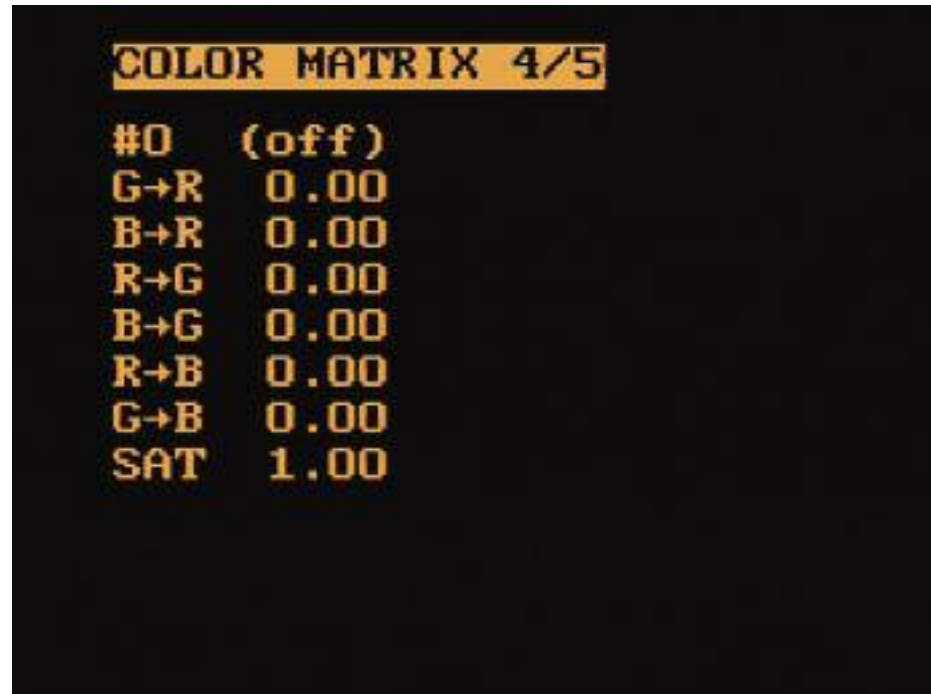 COLOR MATRIX 4/5
#0 (off)
G→R 0.00
B→R 0.00
R→G 0.00
B→G 0.00
R→B 0.00
G→B 0.00
SAT 1.00